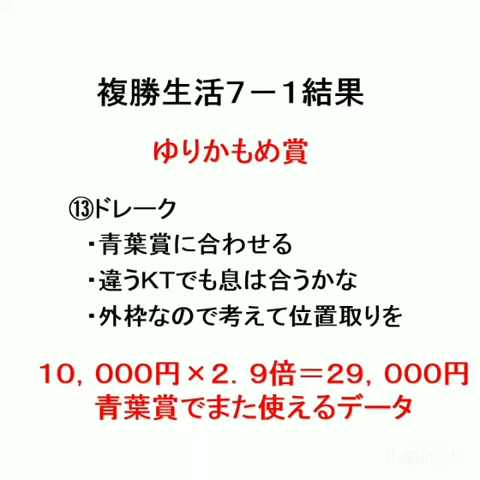 複勝生活７－１結果
ゆりかもめ賞
⑬ドレーク
・青葉賞に合わせる
・違うＫＴでも息は合うかな
・外枠なので考えて位置取りを
１０，０００円×２．９倍＝２９，０００円
青葉賞でまた使えるデータ